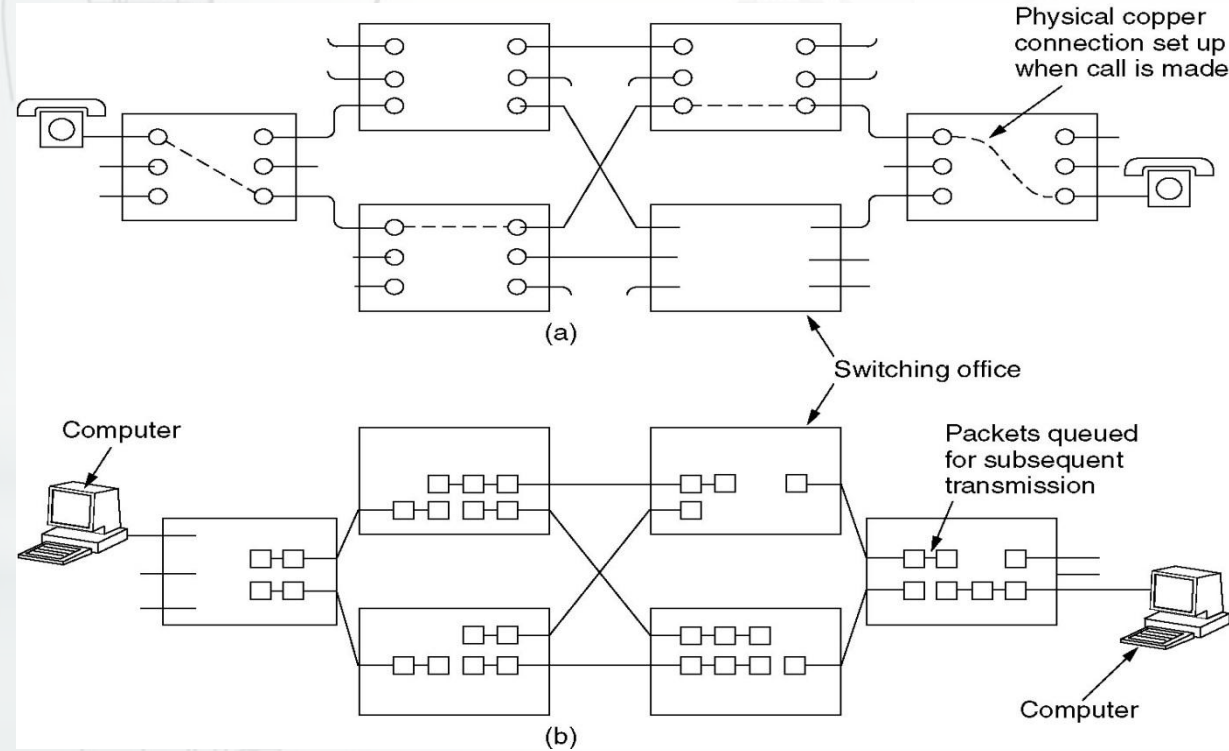 Physical copper
connection set up
when call is made
(a)
Switching office
Computer
Packets queued
for subsequent
transmission
Computer
(b)